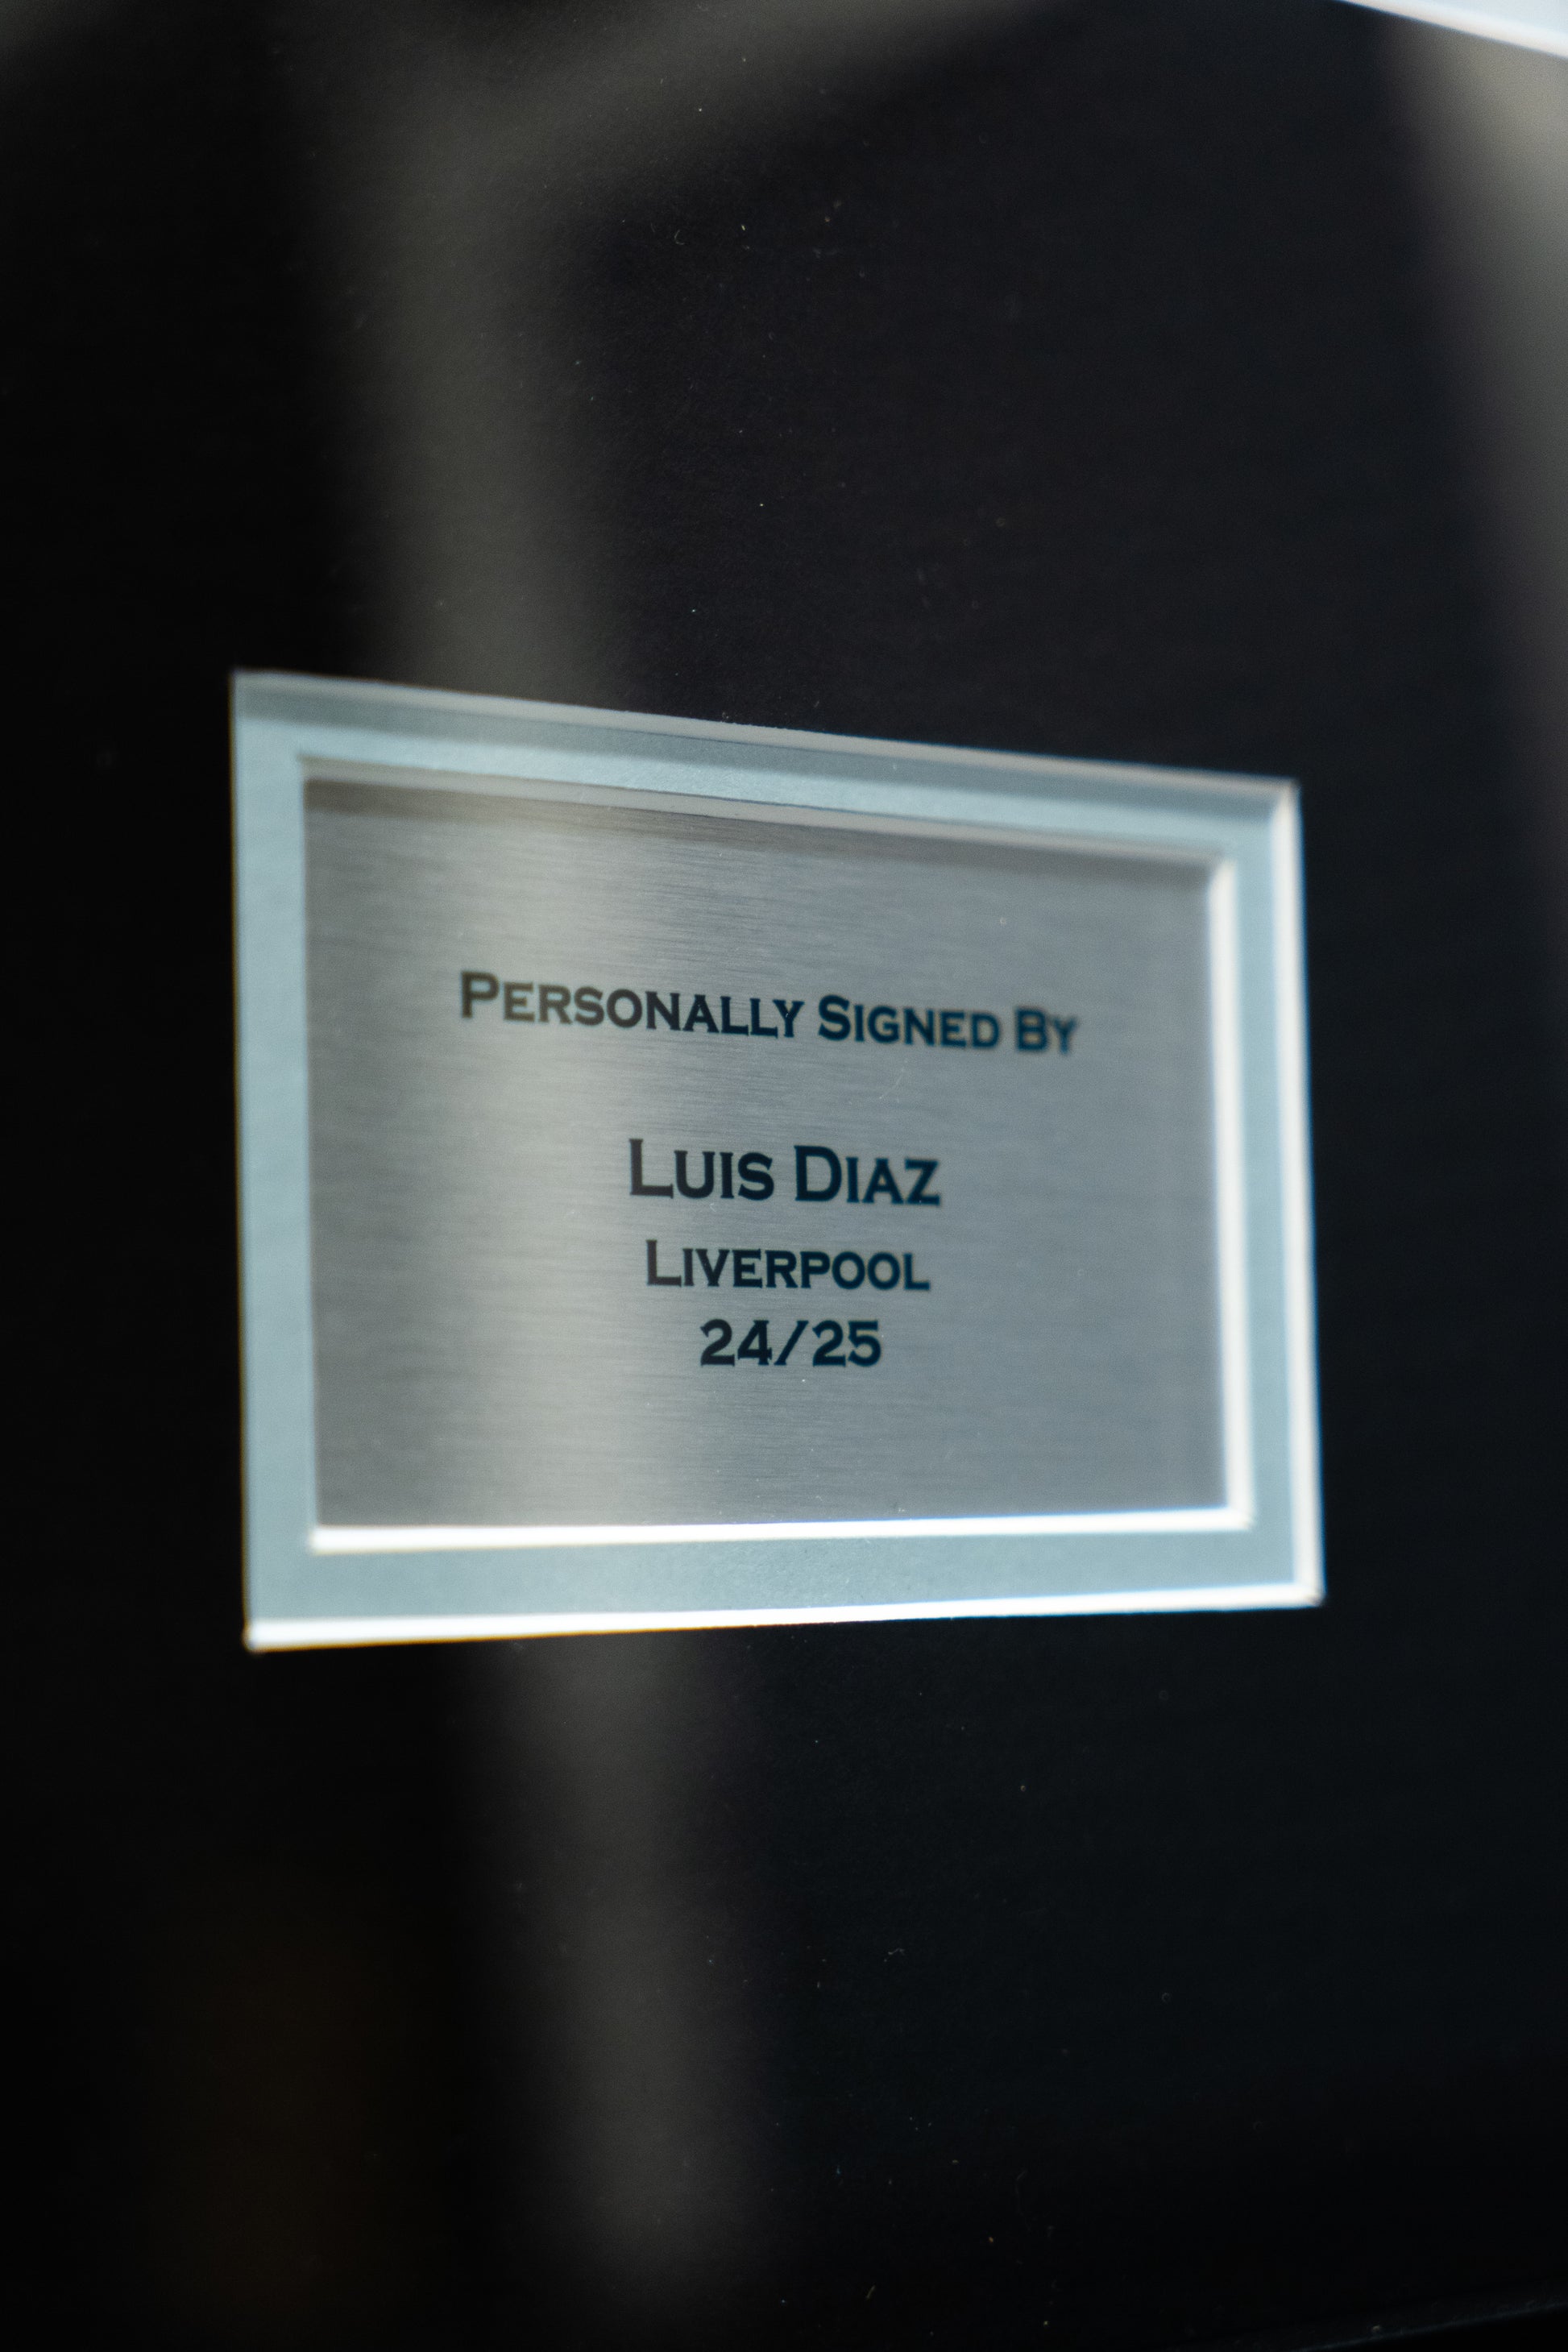 Personally Signed By
Luis Diaz
Liverpool
24/25